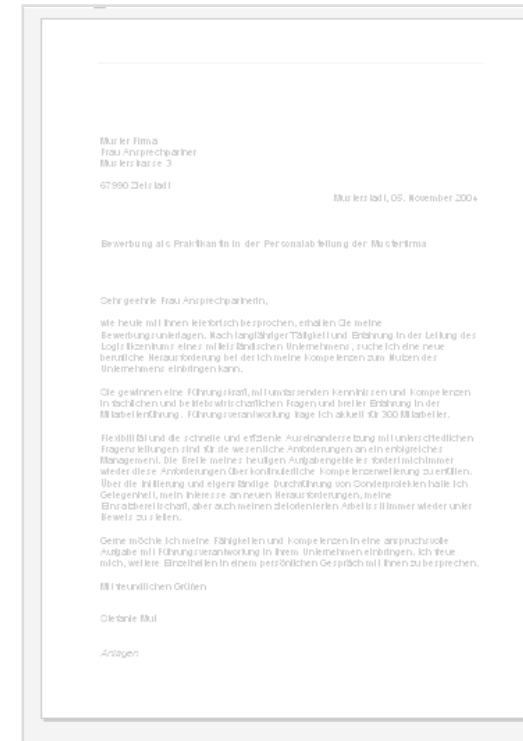 Muster Firma
Frau Ansprechpartner
Musterstrasse 3
67990 Zielstadt
Musterstadt, 05. November 2004
Bewerbung als Praktikantin in der Personalabteilung der Musterfirma
Sehr geehrte Frau Ansprechpartnerin,
wie heute mit Ihnen telefonisch besprochen, erhalten Sie meine
Bewerbungsunterlagen. Nach langjähriger Tätigkeit und Erfahrung in der Leitung des
Logistikzentrums eines mittelständischen Unternehmens, suche ich eine neue
berufliche Herausforderung bei der ich meine Kompetenzen zum Nutzen des
Unternehmens einbringen kann.
Sie gewinnen eine Führungskraft, mit umfassenden Kenntnissen und Kompetenzen
in fachlichen und betriebswirtschaftlichen Fragen und breiter Erfahrung in der
Mitarbeiterführung. Führungsverantwortung trage ich aktuell für 300 Mitarbeiter.
Flexibilität und die schnelle und effiziente Auseinandersetzung mit unterschiedlichen
Fragenstellungen sind für sie wesentliche Anforderungen an ein erfolgreiches
Management. Die Breite meines heutigen Aufgabengebietes fordert mich immer
wieder diese Anforderungen über kontinuierliche Kompetenzerweiterung zu erfüllen.
Über die Initiierung und eigenständige Durchführung von Sonderprojekten hatte ich
Gelegenheit, mein Interesse an neuen Herausforderungen, meine
Einsatzbereitschaft, aber auch meinen zielorientierten Arbeitsstil immer wieder unter
Beweis zu stellen.
Gerne möchte ich meine Fähigkeiten und Kompetenzen in eine anspruchsvolle
Aufgabe mit Führungsverantwortung in Ihrem Unternehmen einbringen. Ich freue
mich, weitere Einzelheiten in einem persönlichen Gespräch mit Ihnen zu besprechen.
Mit freundlichen Grüßen
Stefanie Mut
Anlagen